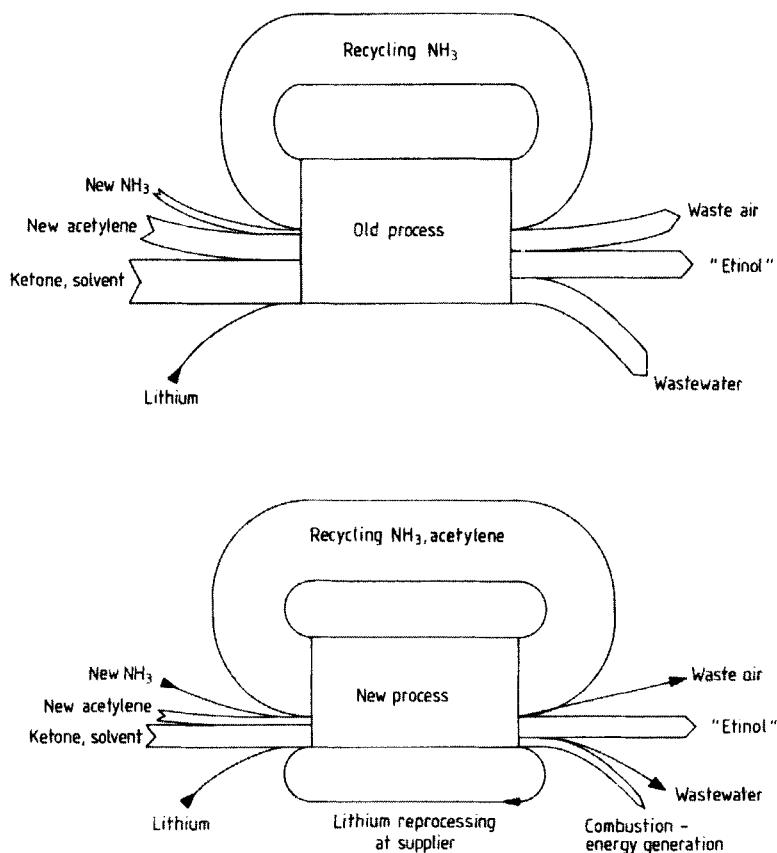 Recycling NH₃
New NH₃
New acetylene
Ketone, solvent
Lithium
Old process
Waste air
"Etinol"
Wastewater
Recycling NH₃, acetylene
New NH₃
New acetylene
Ketone, solvent
Lithium
New process
Lithium reprocessing
at supplier
Waste air
"Etinol"
Wastewater
Combustion –
energy generation